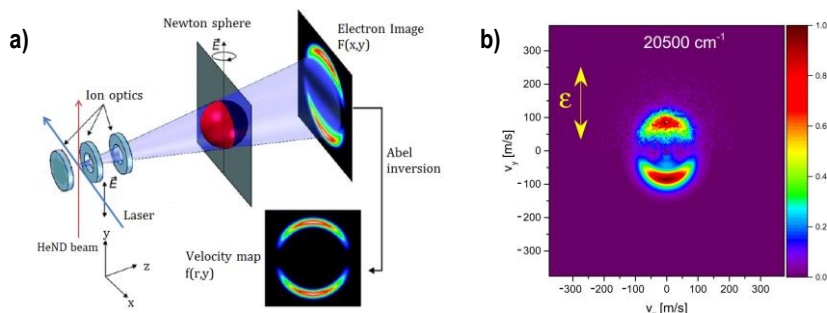 a)
Newton sphere
E
Electron Image
F(x,y)
Ion optics
E
Laser
HeND beam
y
z
x
Abel
inversion
Velocity map
f(r,y)
b)
20500 cm⁻¹
ε
300
200
100
0
-100
-200
-300
v_y [m/s]
-300 -200 -100 0 100 200 300
[m/s]
1.0
0.8
0.6
0.4
0.2
0.0